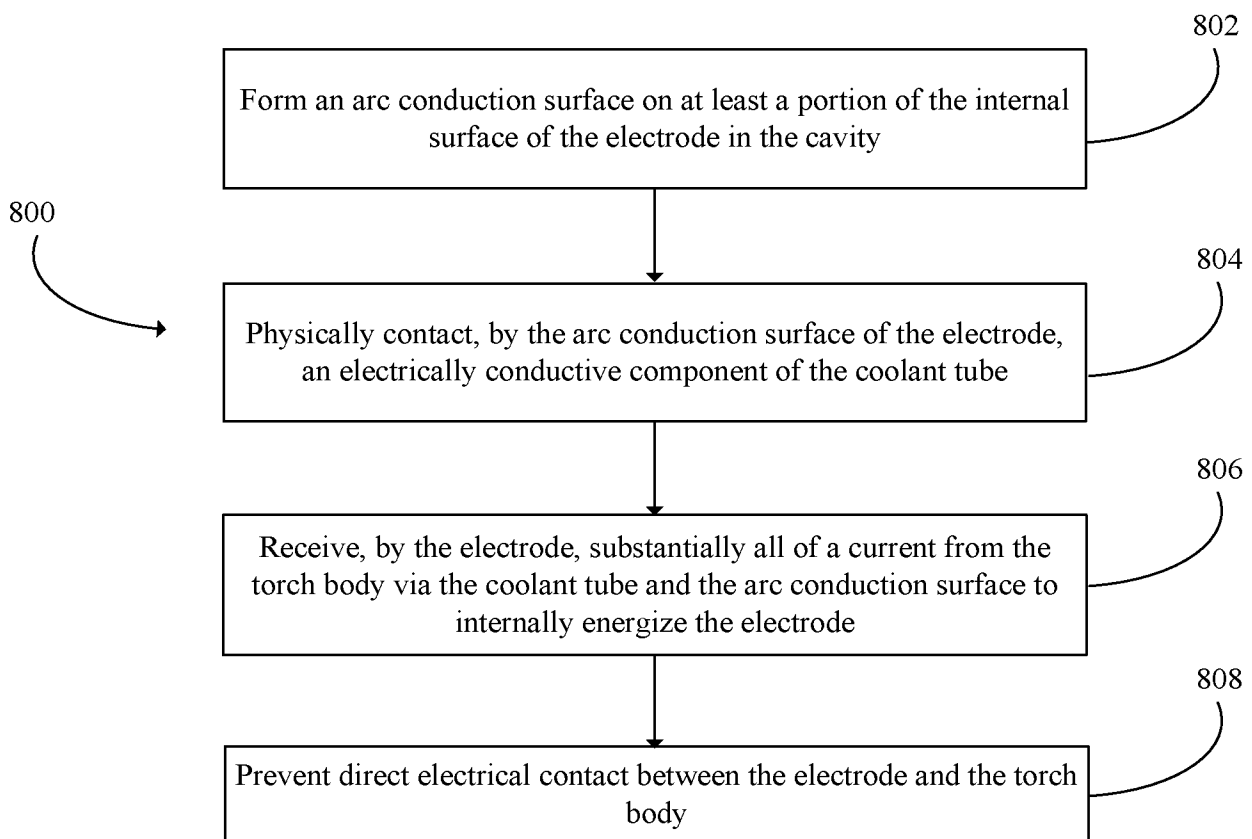 802
Form an arc conduction surface on at least a portion of the internal
surface of the electrode in the cavity
800
804
Physically contact, by the arc conduction surface of the electrode,
an electrically conductive component of the coolant tube
806
Receive, by the electrode, substantially all of a current from the
torch body via the coolant tube and the arc conduction surface to
internally energize the electrode
808
Prevent direct electrical contact between the electrode and the torch
body